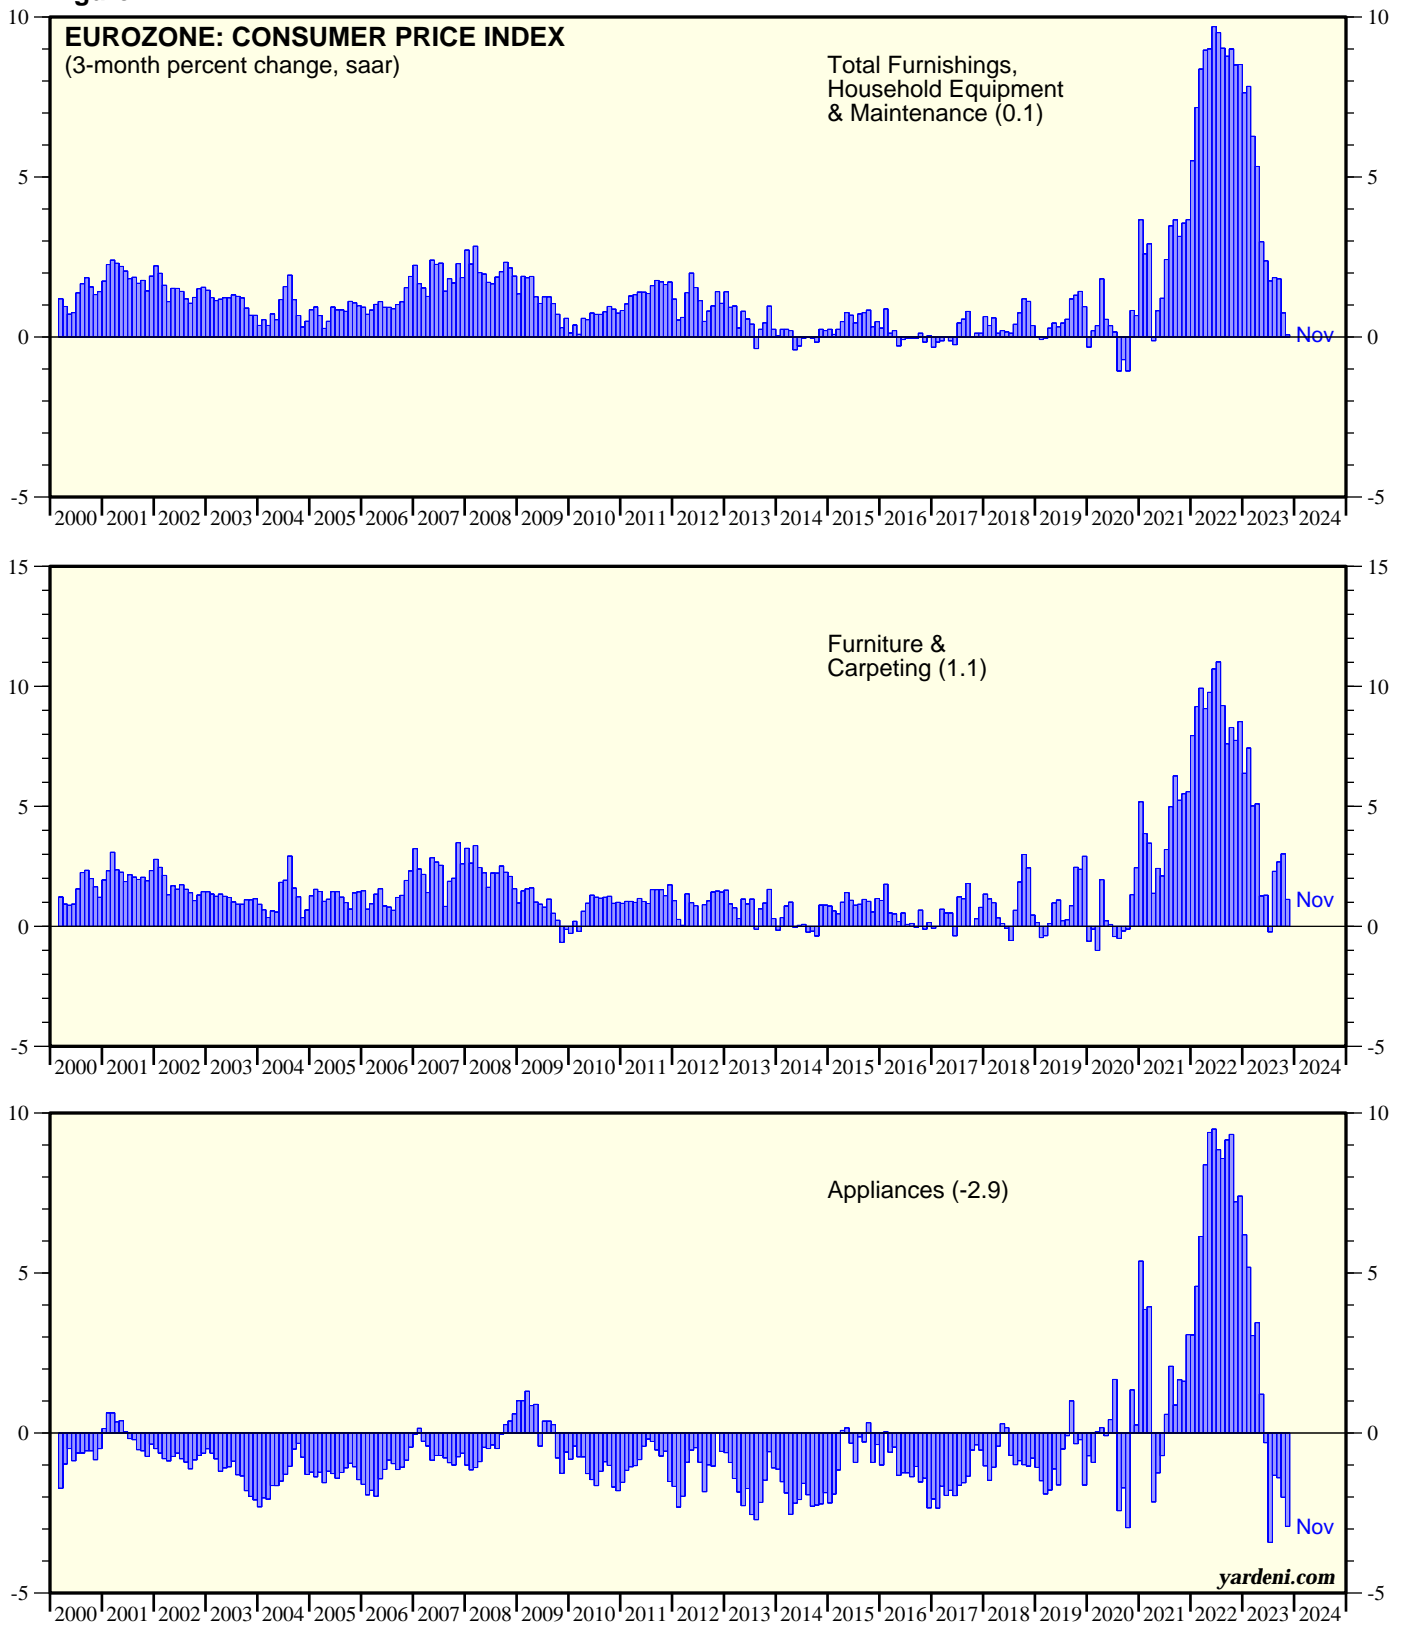 EUROZONE: CONSUMER PRICE INDEX
(3-month percent change, saar)
Total Furnishings,
Household Equipment
& Maintenance (0.1)
10 10
5 5
0 0
-5 -5
Nov
2000 2001 2002 2003 2004 2005 2006 2007 2008 2009 2010 2011 2012 2013 2014 2015 2016 2017 2018 2019 2020 2021 2022 2023 2024
Furniture &
Carpeting (1.1)
15 15
10 10
5 5
0 0
-5 -5
Nov
2000 2001 2002 2003 2004 2005 2006 2007 2008 2009 2010 2011 2012 2013 2014 2015 2016 2017 2018 2019 2020 2021 2022 2023 2024
Appliances (-2.9)
10 10
5 5
0 0
-5 -5
Nov
yardeni.com
2000 2001 2002 2003 2004 2005 2006 2007 2008 2009 2010 2011 2012 2013 2014 2015 2016 2017 2018 2019 2020 2021 2022 2023 2024